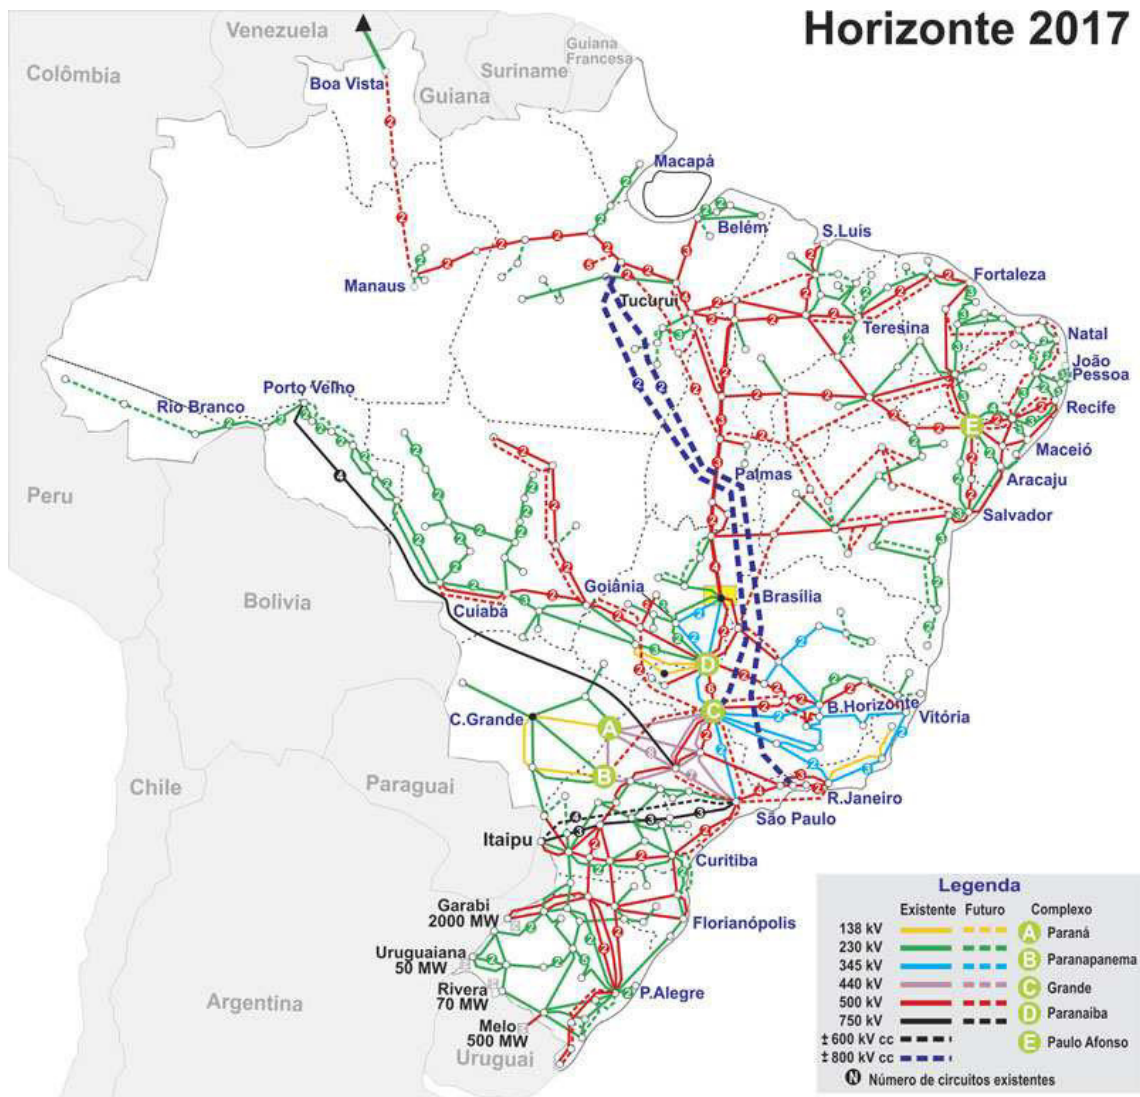 Horizonte 2017
Venezuela
Guiana
Francesa
Suriname
Colômbia
Boa Vista
Guiana
Macapá
Belém
S.Luis
Manaus
Fortaleza
Tucuruí
Teresina
Natal
João
Pessoa
Porto Velho
Rio Branco
Recife
E
Maceió
Palmas
Aracaju
Peru
Salvador
Goiânia
Brasília
Cuiabá
Bolivia
D
C
B.Horizonte
Vitória
C.Grande
A
B
Chile
Paraguai
R.Janeiro
São Paulo
Itaipu
Curitiba
Garabi
2000 MW
Florianópolis
Uruguaiana
50 MW
Rivera
70 MW
P.Alegre
Argentina
Melo
500 MW
Uruguai
Legenda
Existente Futuro Complexo
138 kV A Paraná
230 kV
345 kV B Paranapanema
440 kV C Grande
500 kV D Paranaiba
750 kV
± 600 kV cc E Paulo Afonso
± 800 kV cc
N Número de circuitos existentes